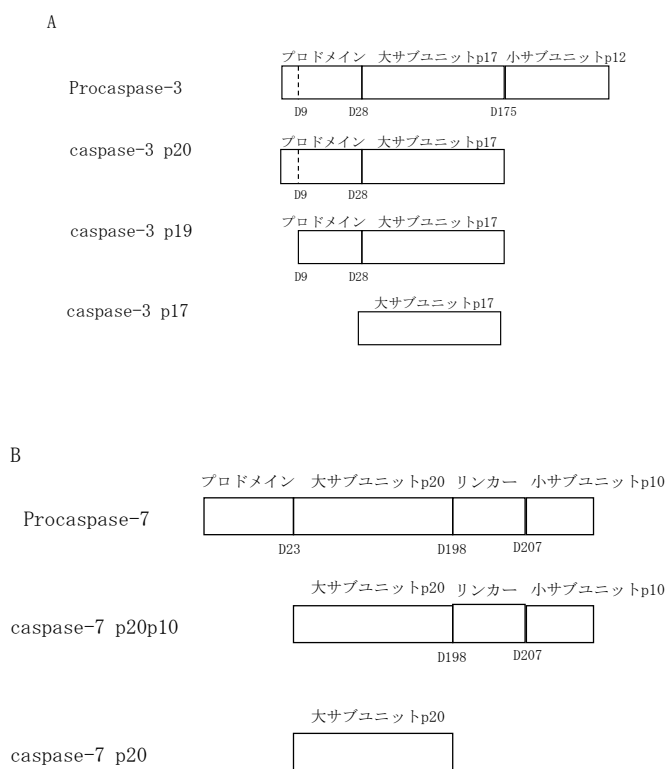 A
プロドメイン 大サブユニットp17 小サブユニットp12
Procaspase-3
D9 D28 D175
caspase-3 p20
プロドメイン 大サブユニットp17
D9 D28
caspase-3 p19
プロドメイン 大サブユニットp17
D9 D28
caspase-3 p17
大サブユニットp17
B
プロドメイン 大サブユニットp20 リンカー 小サブユニットp10
Procaspase-7
D23 D198 D207
大サブユニットp20 リンカー 小サブユニットp10
caspase-7 p20p10
D198 D207
大サブユニットp20
caspase-7 p20